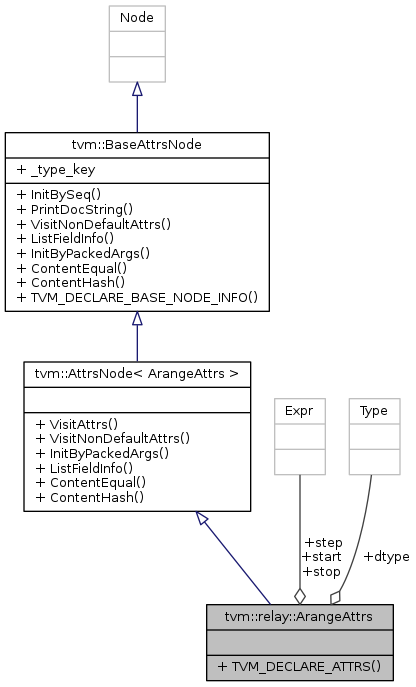 Node
tvm::BaseAttrsNode
+ _type_key
+ InitBySeq()
+ PrintDocString()
+ VisitNonDefaultAttrs()
+ ListFieldInfo()
+ InitByPackedArgs()
+ ContentEqual()
+ ContentHash()
+ TVM_DECLARE_BASE_NODE_INFO()
tvm::AttrsNode< ArangeAttrs >
+ VisitAttrs()
+ VisitNonDefaultAttrs()
+ InitByPackedArgs()
+ ListFieldInfo()
+ ContentEqual()
+ ContentHash()
Expr
Type
+step
+start
+stop
+dtype
tvm::relay::ArangeAttrs
+ TVM_DECLARE_ATTRS()